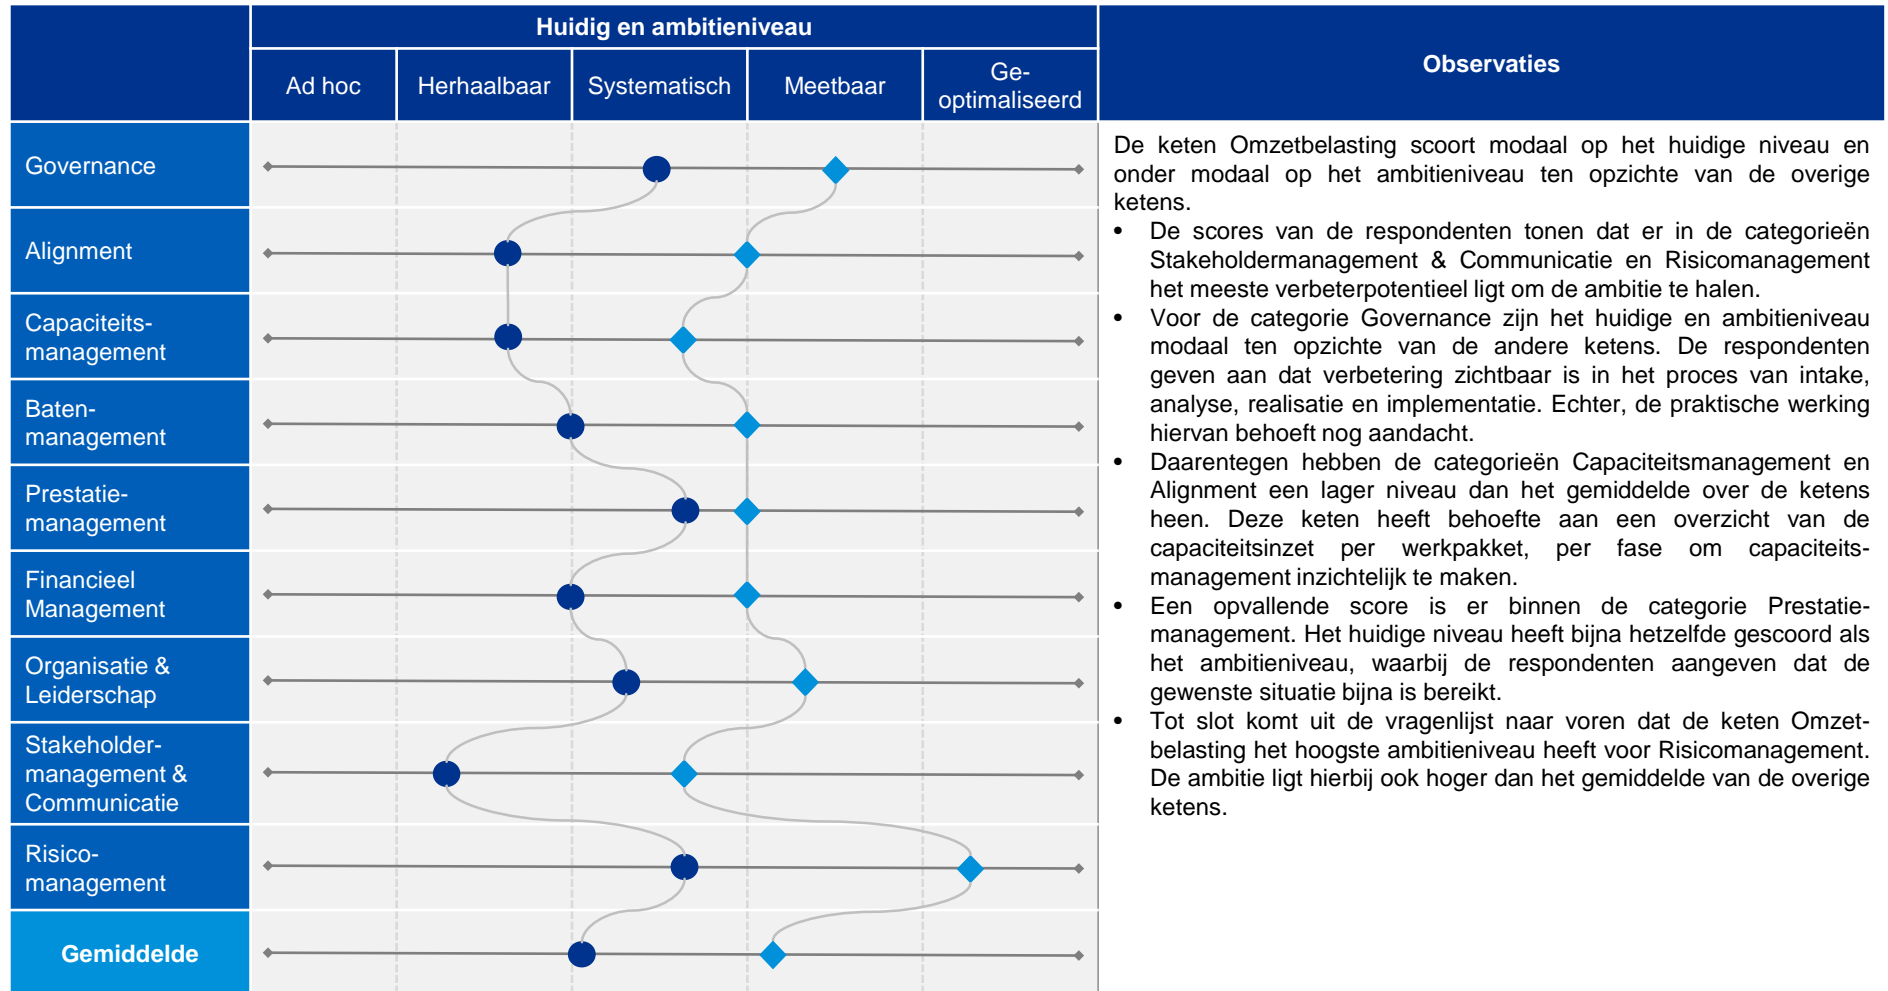 Huidig en ambitieniveau
Observaties
Ad hoc
Herhaalbaar
Systematisch
Meetbaar
Ge-
optimaliseerd
Governance
Alignment
Capaciteits-
management
Baten-
management
Prestatie-
management
Financieel
Management
Organisatie &
Leiderschap
Stakeholder-
management &
Communicatie
Risico-
management
Gemiddelde
De keten Omzetbelasting scoort modaal op het huidige niveau en
onder modaal op het ambitieniveau ten opzichte van de overige
ketens.
• De scores van de respondenten tonen dat er in de categorieën
Stakeholdermanagement & Communicatie en Risicomanagement
het meeste verbeterpotentieel ligt om de ambitie te halen.
• Voor de categorie Governance zijn het huidige en ambitieniveau
modaal ten opzichte van de andere ketens. De respondenten
geven aan dat verbetering zichtbaar is in het proces van intake,
analyse, realisatie en implementatie. Echter, de praktische werking
hiervan behoeft nog aandacht.
• Daarentegen hebben de categorieën Capaciteitsmanagement en
Alignment een lager niveau dan het gemiddelde over de ketens
heen. Deze keten heeft behoefte aan een overzicht van de
capaciteitsinzet per werkpakket, per fase om capaciteits-
management inzichtelijk te maken.
• Een opvallende score is er binnen de categorie Prestatie-
management. Het huidige niveau heeft bijna hetzelfde gescoord als
het ambitieniveau, waarbij de respondenten aangeven dat de
gewenste situatie bijna is bereikt.
• Tot slot komt uit de vragenlijst naar voren dat de keten Omzet-
belasting het hoogste ambitieniveau heeft voor Risicomanagement.
De ambitie ligt hierbij ook hoger dan het gemiddelde van de overige
ketens.